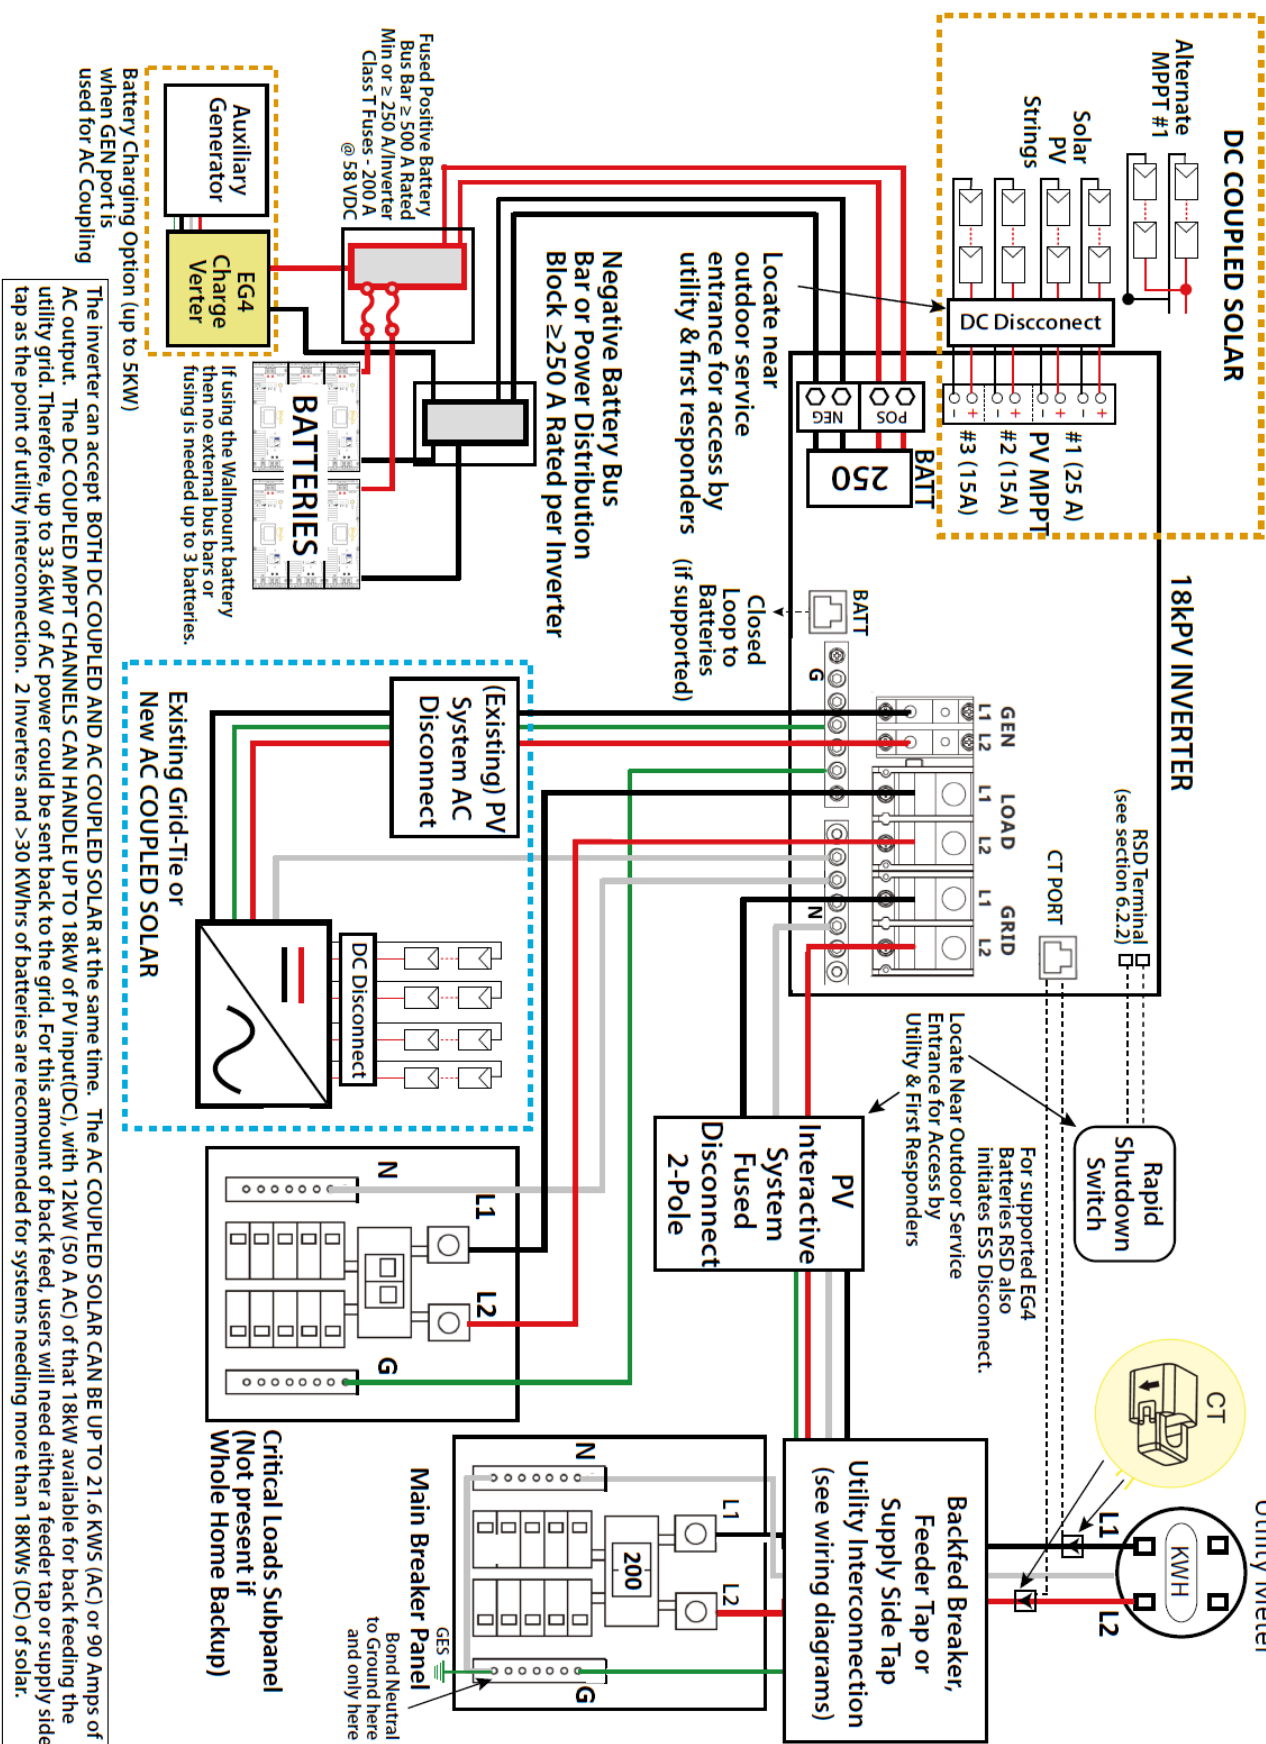 DC COUPLED SOLAR
Alternate
MPPT #1
Solar
PV
Strings
DC Discconect
+
-
+
-
+
-
+
-
#1 (25 A)
PV MPPT
#2 (15A)
#3 (15A)
18kPV INVERTER
BATT
POS
NEG
250
Locate near
outdoor service
entrance for access by
utility & first responders
Fused Positive Battery
Bus Bar ≥ 500 A Rated
Min or ≥ 250 A/Inverter
Class T Fuses - 200 A
@ 58 VDC
Negative Battery Bus
Bar or Power Distribution
Block ≥250 A Rated per Inverter
Auxiliary
Generator
EG4
Charge
Verter
Battery Charging Option (up to 5KW)
when GEN port is
used for AC Coupling
BATTERIES
If using the Wallmount battery
then no external bus bars or
fusing is needed up to 3 batteries.
BATT
Closed
Loop to
Batteries
(if supported)
G
N
GEN
L1
L2
LOAD
L1
L2
GRID
L1
L2
RSD Terminal
(see section 6.2.2)
CT PORT
(Existing) PV
System AC
Disconnect
DC Disconnect
Existing Grid-Tie or
New AC COUPLED SOLAR
Rapid
Shutdown
Switch
Locate Near Outdoor Service
Entrance for Access by
Utility & First Responders
For supported EG4
Batteries RSD also
initiates ESS Disconnect.
PV
Interactive
System
Fused
Disconnect
2-Pole
N
L1
L2
G
Critical Loads Subpanel
(Not present if
Whole Home Backup)
CT
Utility Meter
KWH
L1
L2
Backfed Breaker,
Feeder Tap or
Supply Side Tap
Utility Interconnection
(see wiring diagrams)
N
L1
L2
200
G
GES
Main Breaker Panel
Bond Neutral
to Ground here
and only here
The inverter can accept BOTH DC COUPLED AND AC COUPLED SOLAR at the same time. The AC COUPLED SOLAR CAN BE UP TO 21.6 KWS (AC) or 90 Amps of
AC output. The DC COUPLED MPPT CHANNELS CAN HANDLE UP TO 18kW of PV input(DC), with 12kW (50 A AC) of that 18kW available for back feeding the
utility grid. Therefore, up to 33.6kW of AC power could be sent back to the grid. For this amount of back feed, users will need either a feeder tap or supply side
tap as the point of utility interconnection. 2 Inverters and >30 KWhrs of batteries are recommended for systems needing more than 18KWs (DC) of solar.